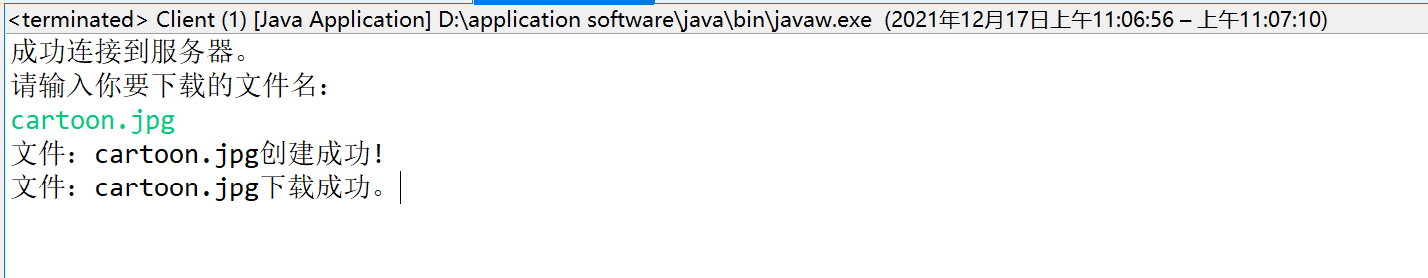 <terminated> Client (1) [Java Application] D:\application software\java\bin\javaw.exe  (2021年12月17日上午11:06:56 – 上午11:07:10)
成功连接到服务器。
请输入你要下载的文件名：
cartoon.jpg
文件：cartoon.jpg创建成功!
文件：cartoon.jpg下载成功。